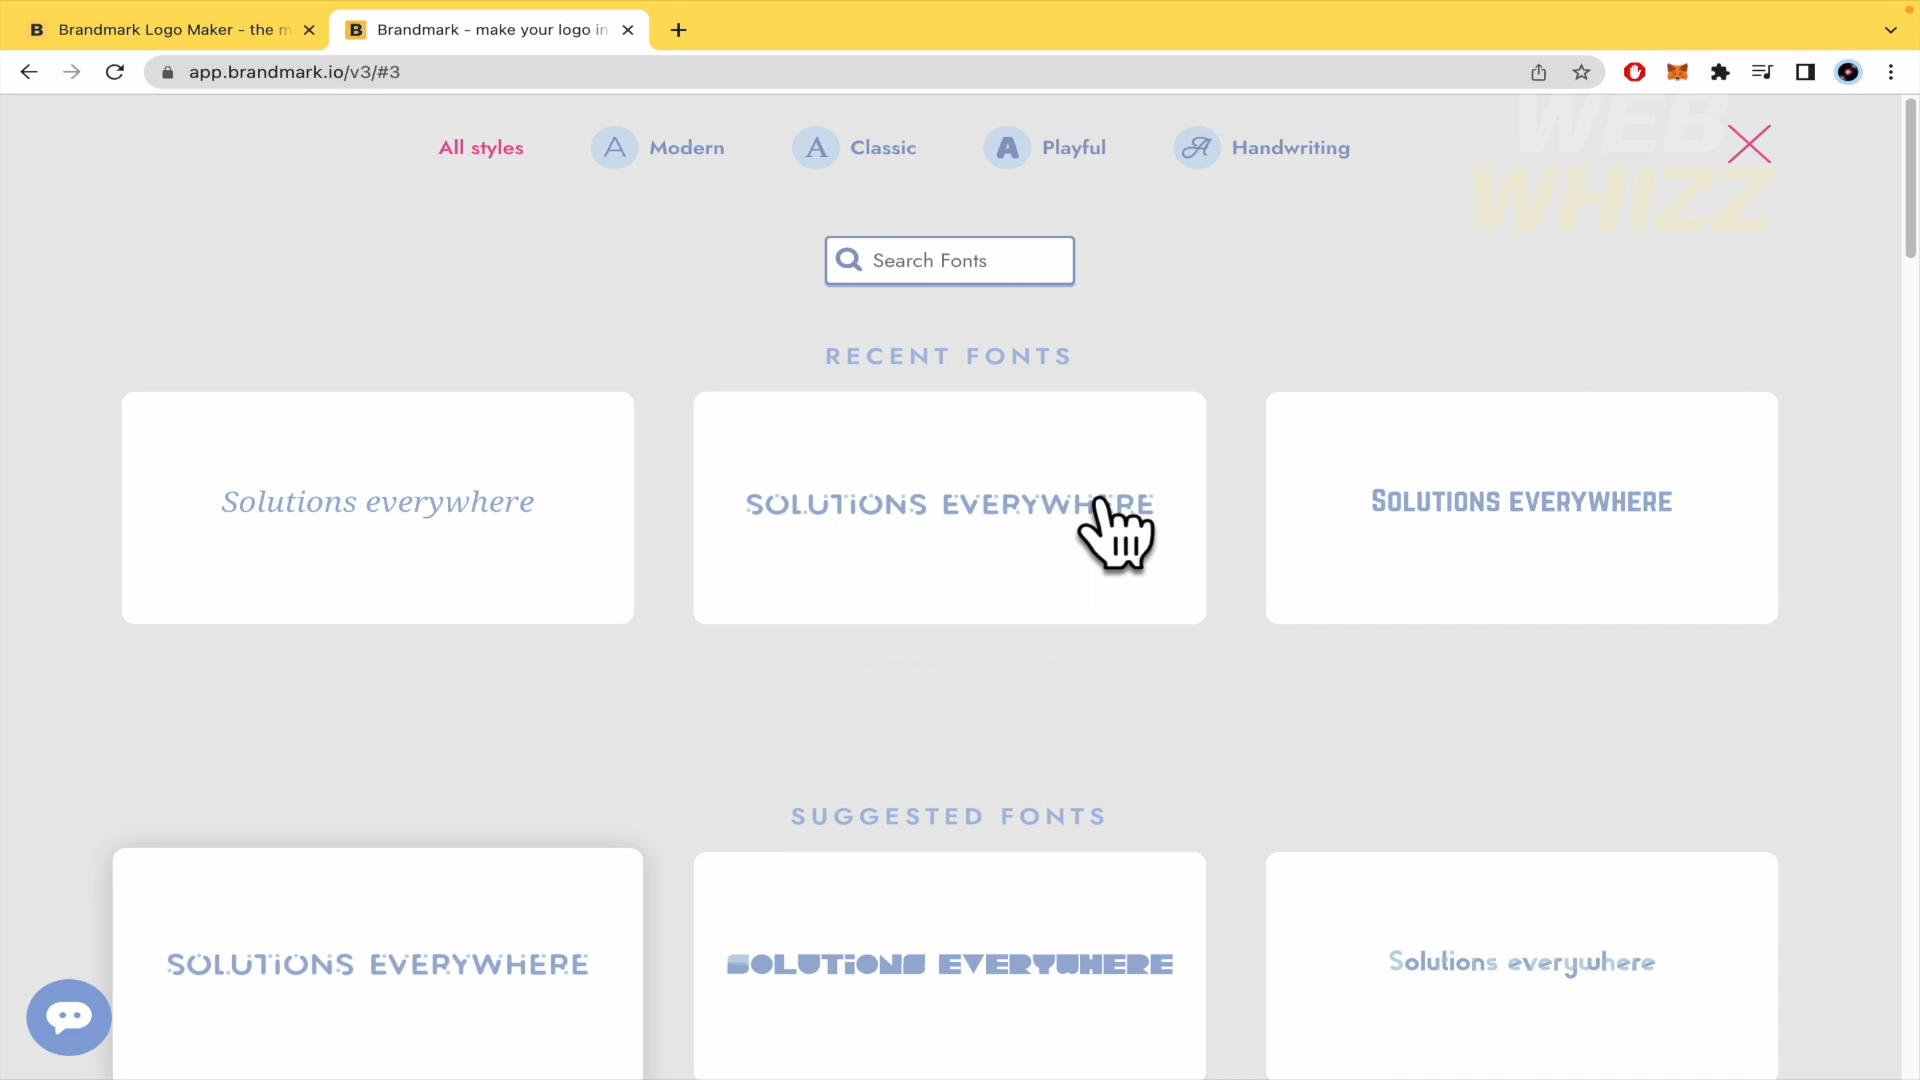 B Brandmark Logo Maker - the m
B Brandmark - make your logo in
app.brandmark.io/v3/#3
WEB
WHIZZ
All styles
A Modern
A Classic
A Playful
A Handwriting
Search Fonts
RECENT FONTS
Solutions everywhere
SOLUTIONS EVERYWHERE
SOLUTIONS EVERYWHERE
SUGGESTED FONTS
SOLUTIONS EVERYWHERE
SOLUTIONS EVERYWHERE
Solutions everywhere